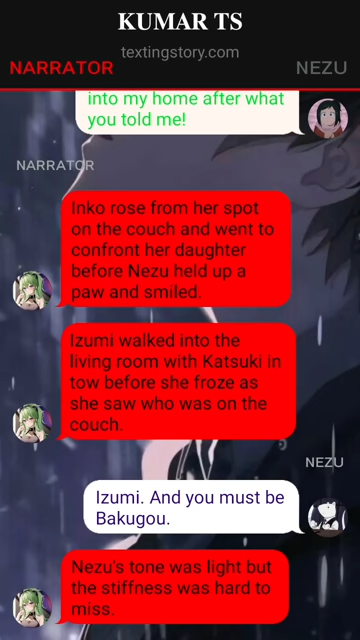 KUMAR TS
textingstory.com
NARRATOR NEZU
into my home after what
you told me!
NARRATOR
Inko rose from her spot
on the couch and went to
confront her daughter
before Nezu held up a
paw and smiled.
Izumi walked into the
living room with Katsuki in
tow before she froze as
she saw who was on the
couch.
NEZU
Izumi. And you must be
Bakugou.
Nezu's tone was light but
the stiffness was hard to
miss.